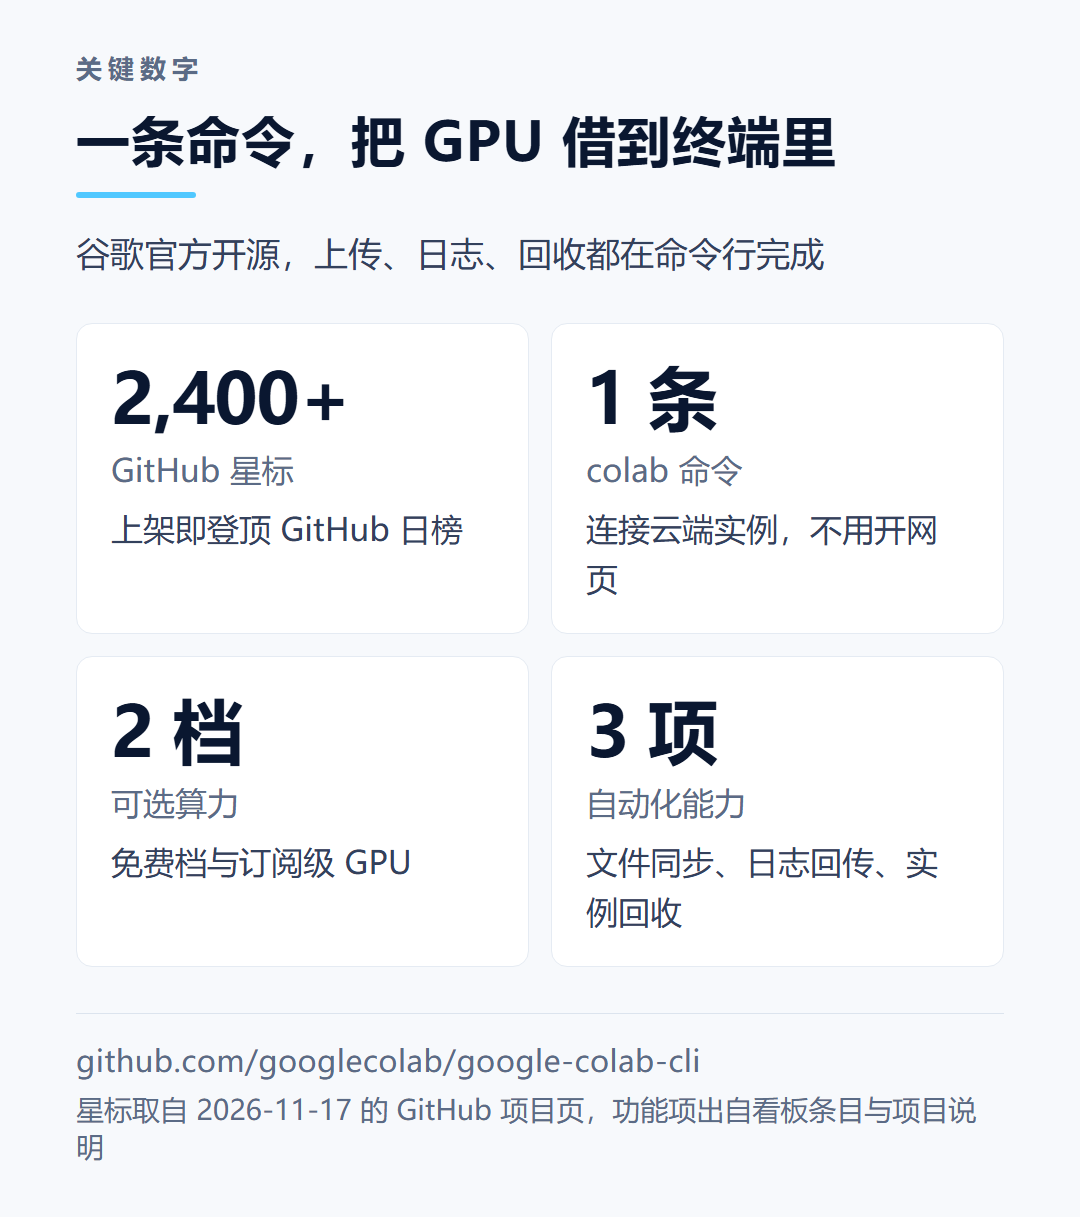 关键数字
一条命令，把 GPU 借到终端里
谷歌官方开源，上传、日志、回收都在命令行完成
2,400+
GitHub 星标
上架即登顶 GitHub 日榜
1 条
colab 命令
连接云端实例，不用开网
页
2 档
可选算力
免费档与订阅级 GPU
3 项
自动化能力
文件同步、日志回传、实
例回收
github.com/googlecolab/google-colab-cli
星标取自 2026-11-17 的 GitHub 项目页，功能项出自看板条目与项目说
明